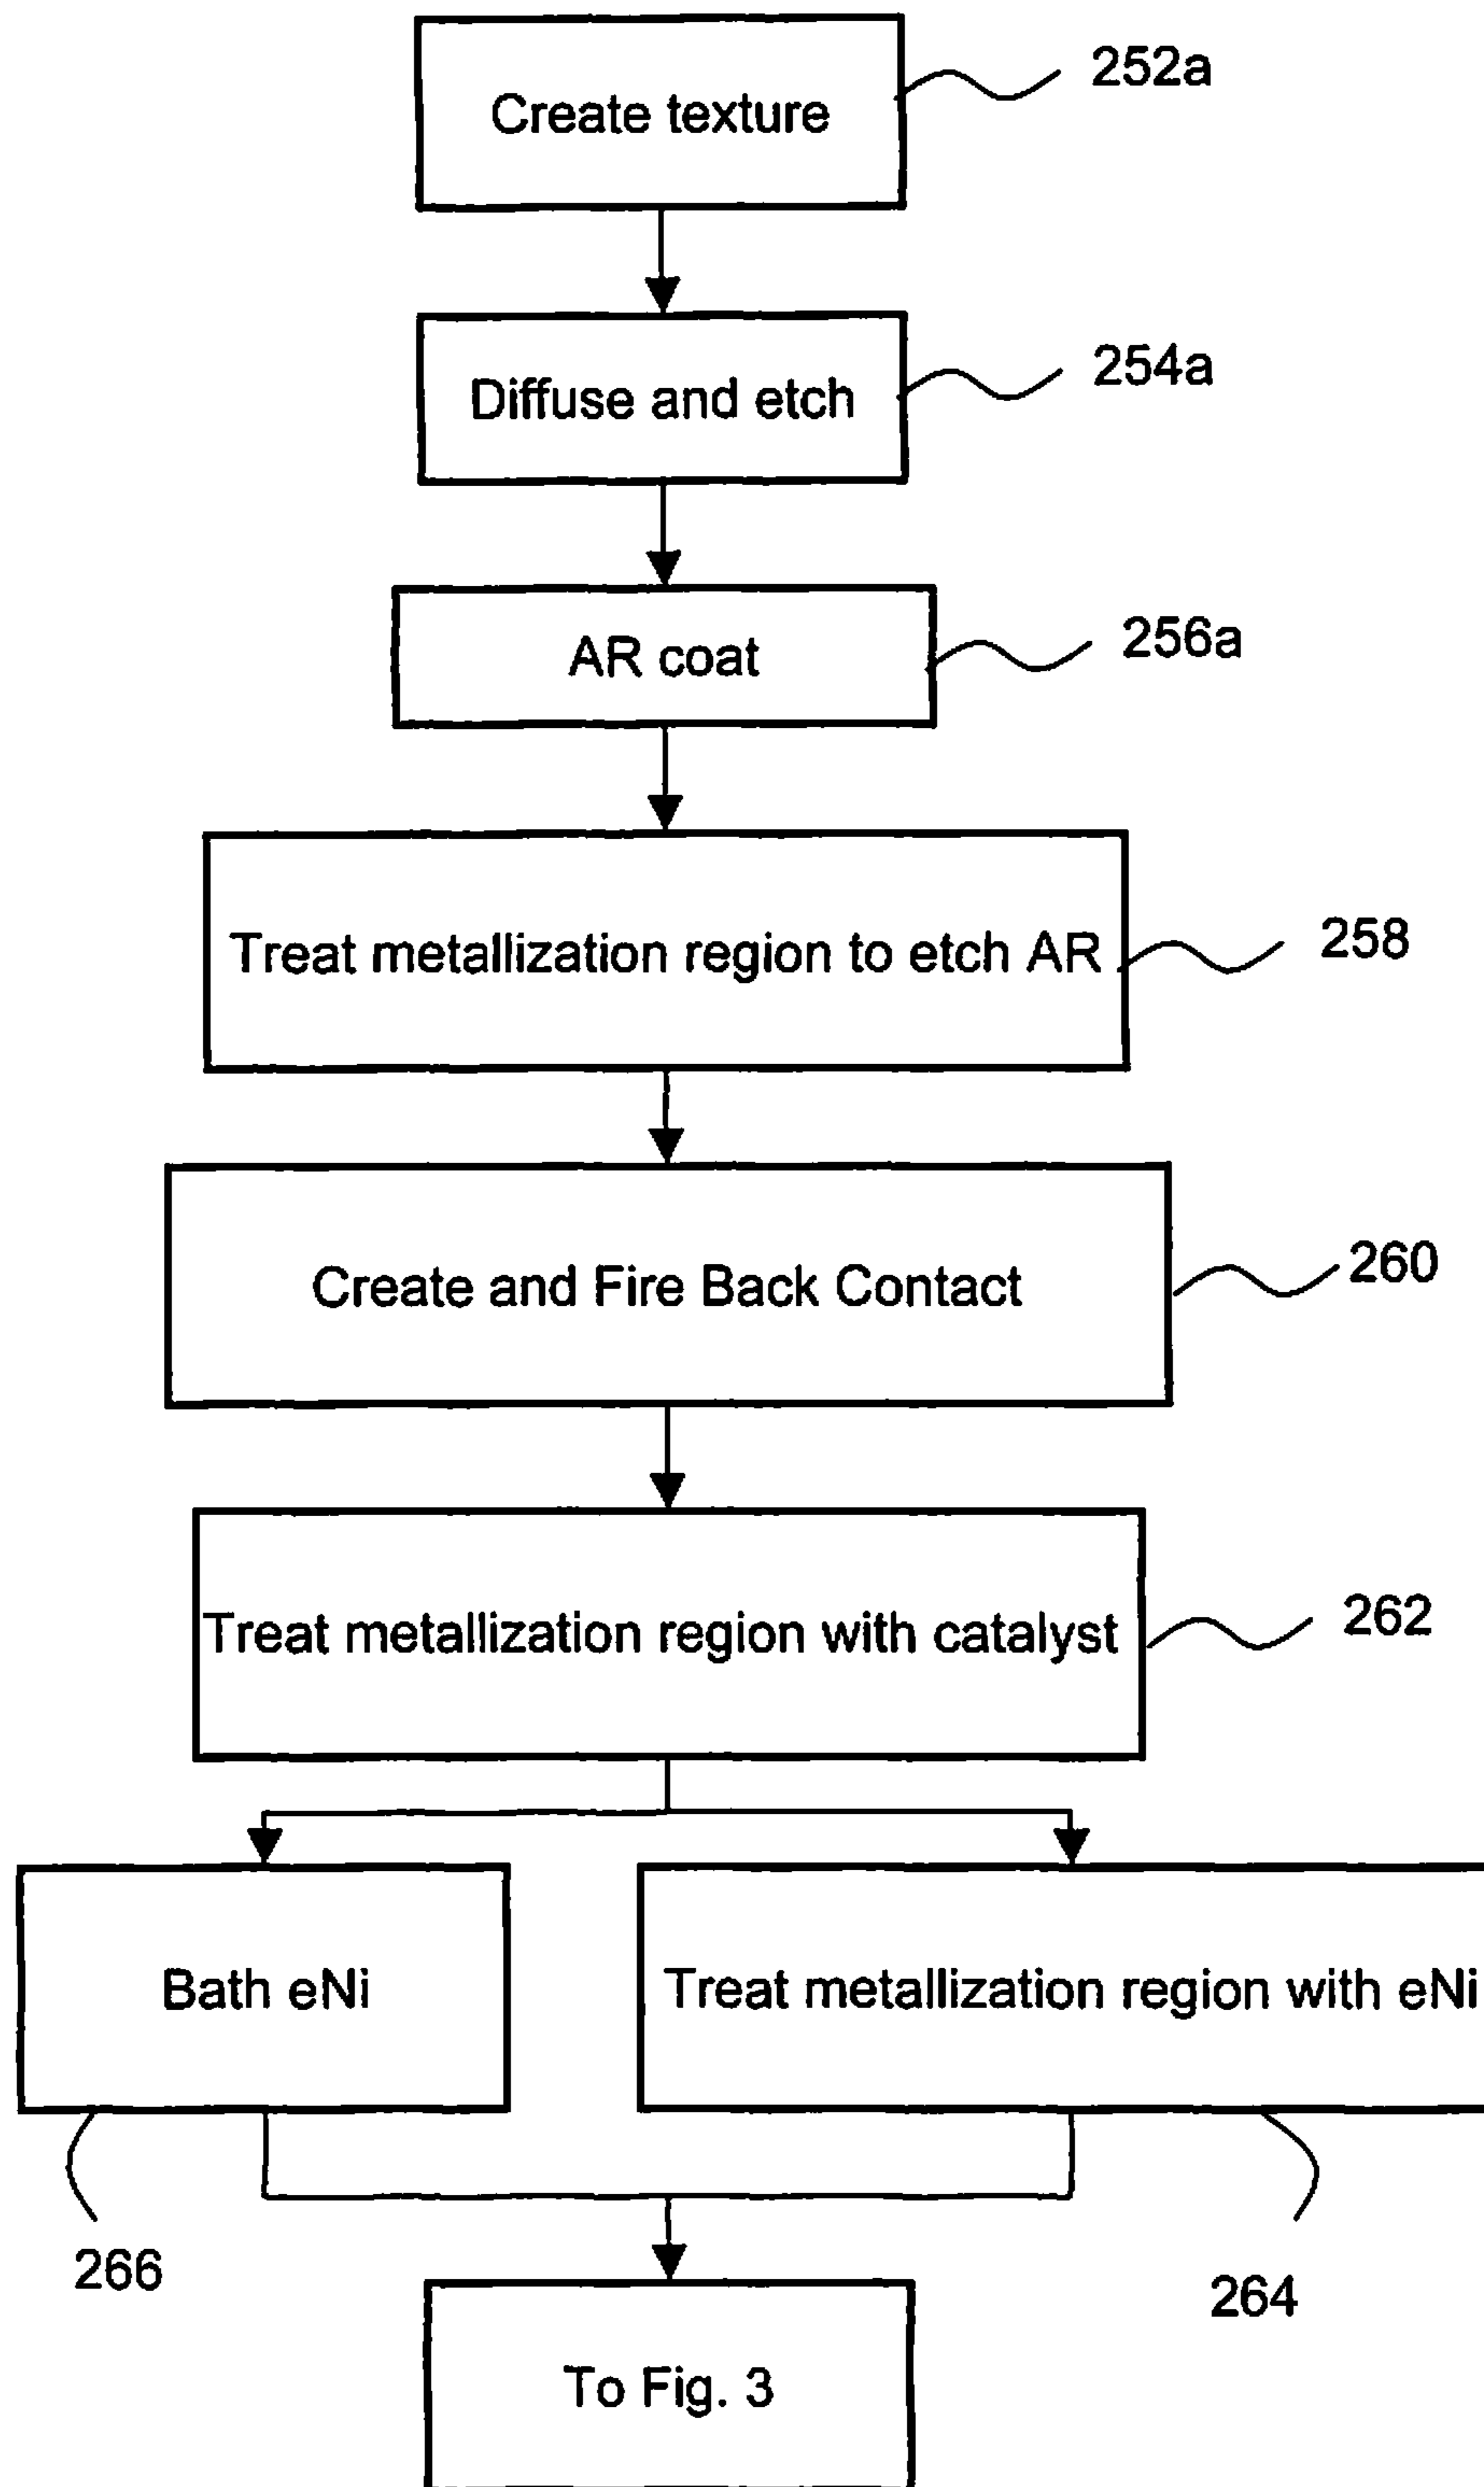 Create texture
252a
Diffuse and etch
254a
AR coat
256a
Treat metallization region to etch AR
258
Create and Fire Back Contact
260
Treat metallization region with catalyst
262
Bath eNi
Treat metallization region with eNi
266
264
To Fig. 3